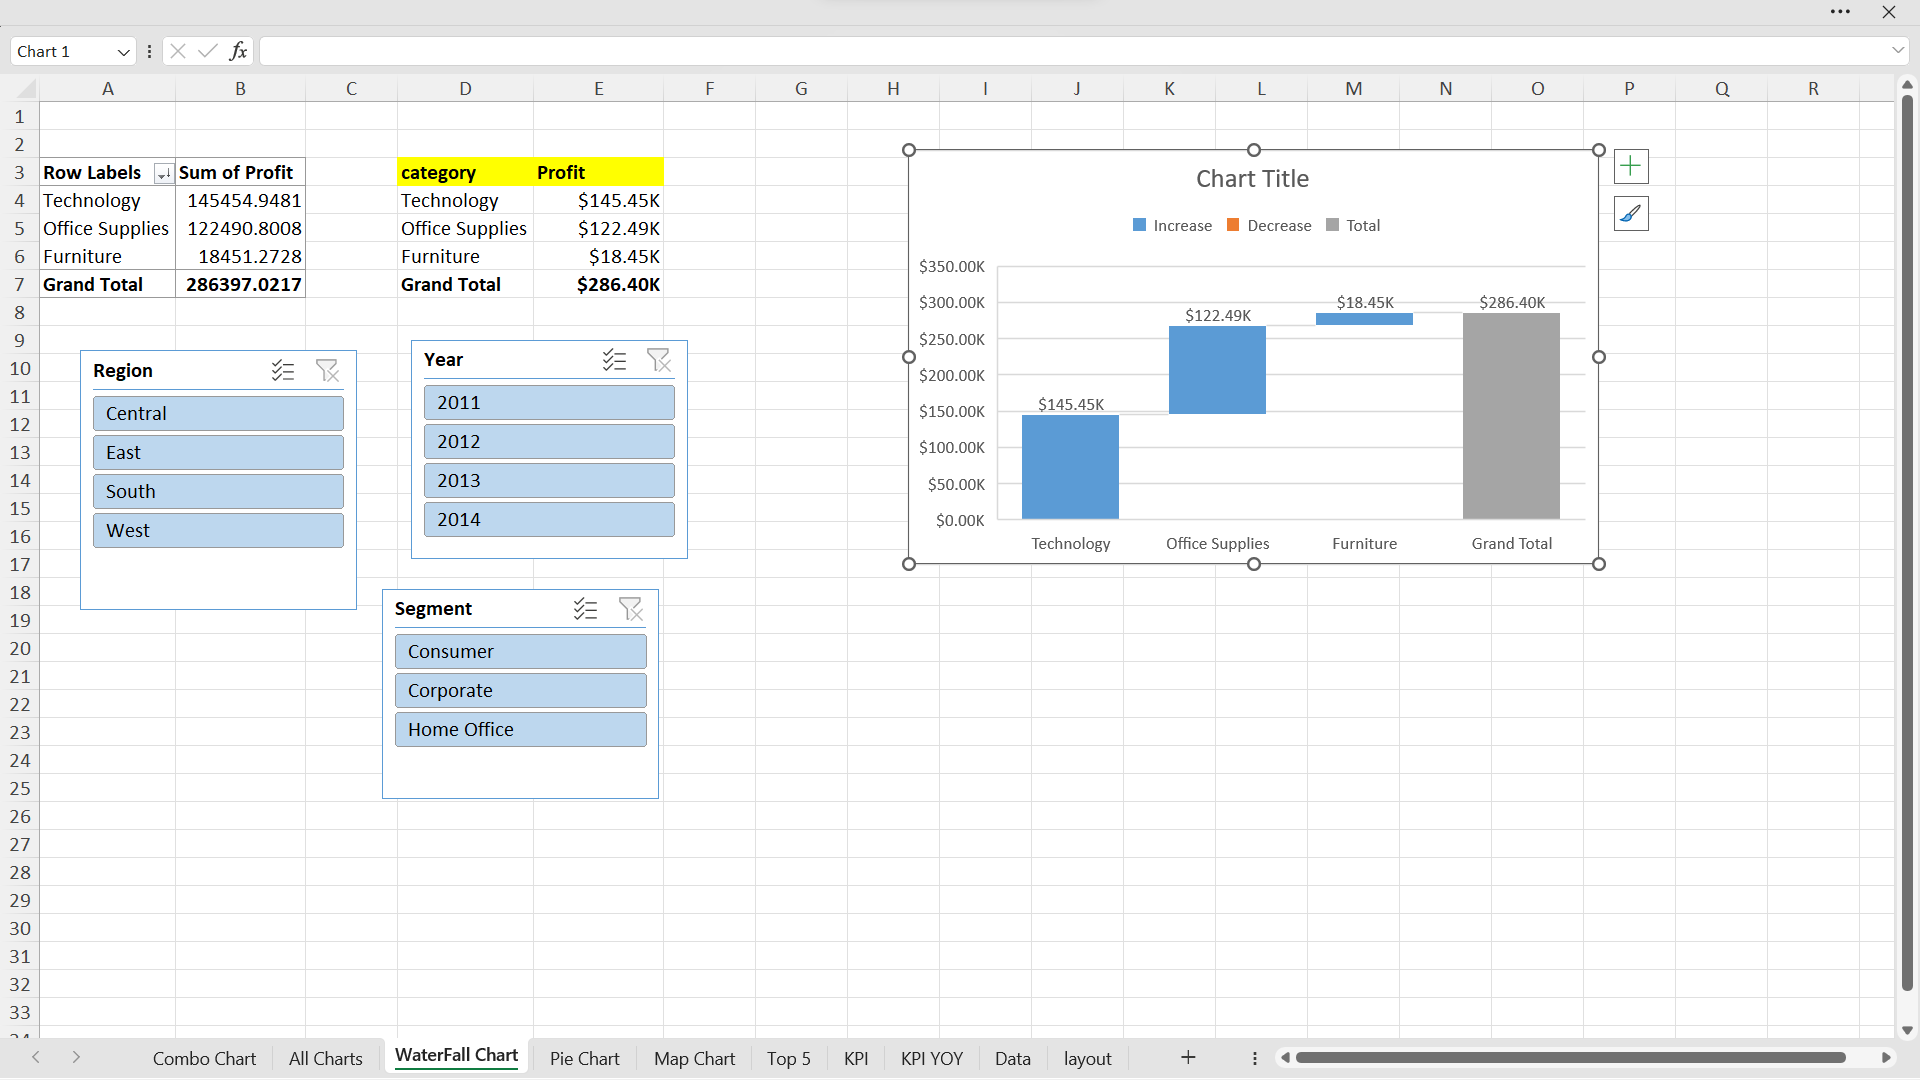 Chart 1
fx
A B C D E F G H I J K L M N O P Q R
1
2
3 Row Labels Sum of Profit category Profit
4 Technology 145454.9481 Technology $145.45K
5 Office Supplies 122490.8008 Office Supplies $122.49K
6 Furniture 18451.2728 Furniture $18.45K
7 Grand Total 286397.0217 Grand Total $286.40K
8
9
10
11
12
13
14
15
16
17
18
19
20
21
22
23
24
25
26
27
28
29
30
31
32
33
Region
Central
East
South
West
Year
2011
2012
2013
2014
Segment
Consumer
Corporate
Home Office
Chart Title
Increase Decrease Total
$350.00K
$300.00K
$250.00K
$200.00K
$150.00K
$100.00K
$50.00K
$0.00K
$145.45K
$122.49K
$18.45K
$286.40K
Technology Office Supplies Furniture Grand Total
Combo Chart All Charts WaterFall Chart Pie Chart Map Chart Top 5 KPI KPI YOY Data layout